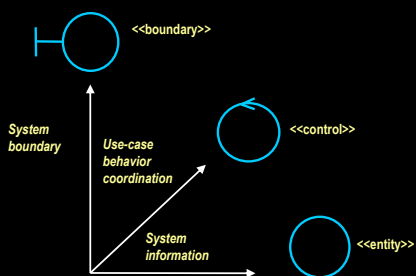 <<boundary>>
System
boundary
Use-case
behavior
coordination
<<control>>
System
information
<<entity>>